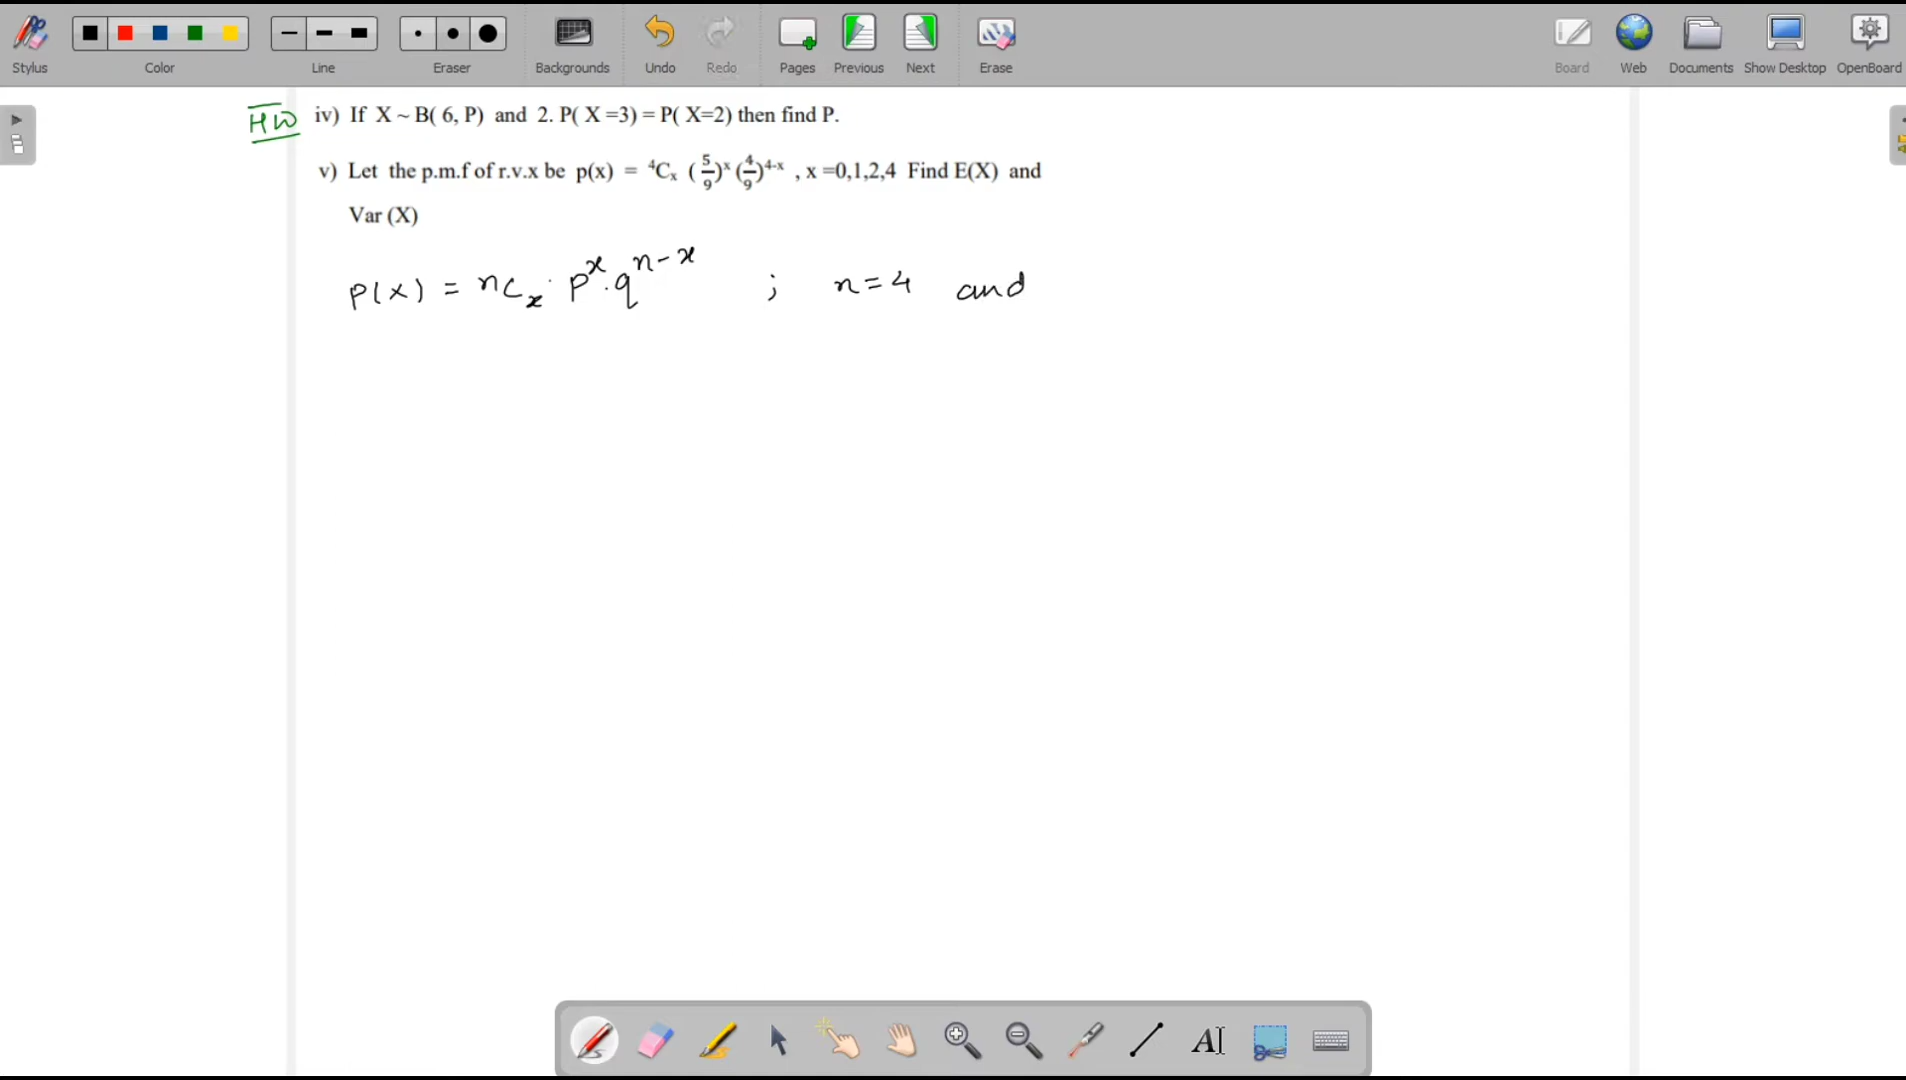 Stylus Color Line Eraser Backgrounds Undo Redo Pages Previous Next Erase Board Web Documents Show Desktop OpenBoard
HW iv) If X ~ B( 6, P) and 2. P( X =3) = P( X=2) then find P.
v) Let the p.m.f of r.v.x be p(x) = ⁴Cₓ (5/9)ˣ (4/9)⁴⁻ˣ , x =0,1,2,4 Find E(X) and
Var (X)
P(X) = nCₓ · pˣ · qⁿ⁻ˣ ; n = 4 and